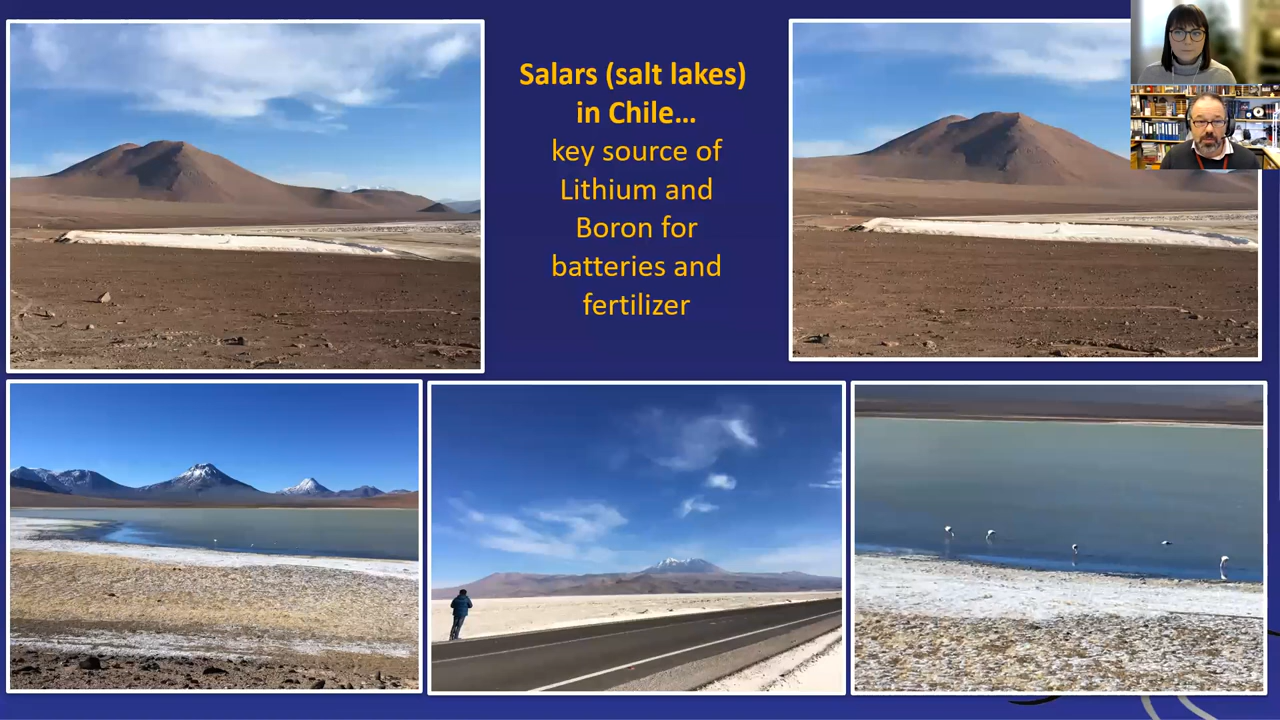 Salars (salt lakes)
in Chile…
key source of
Lithium and
Boron for
batteries and
fertilizer